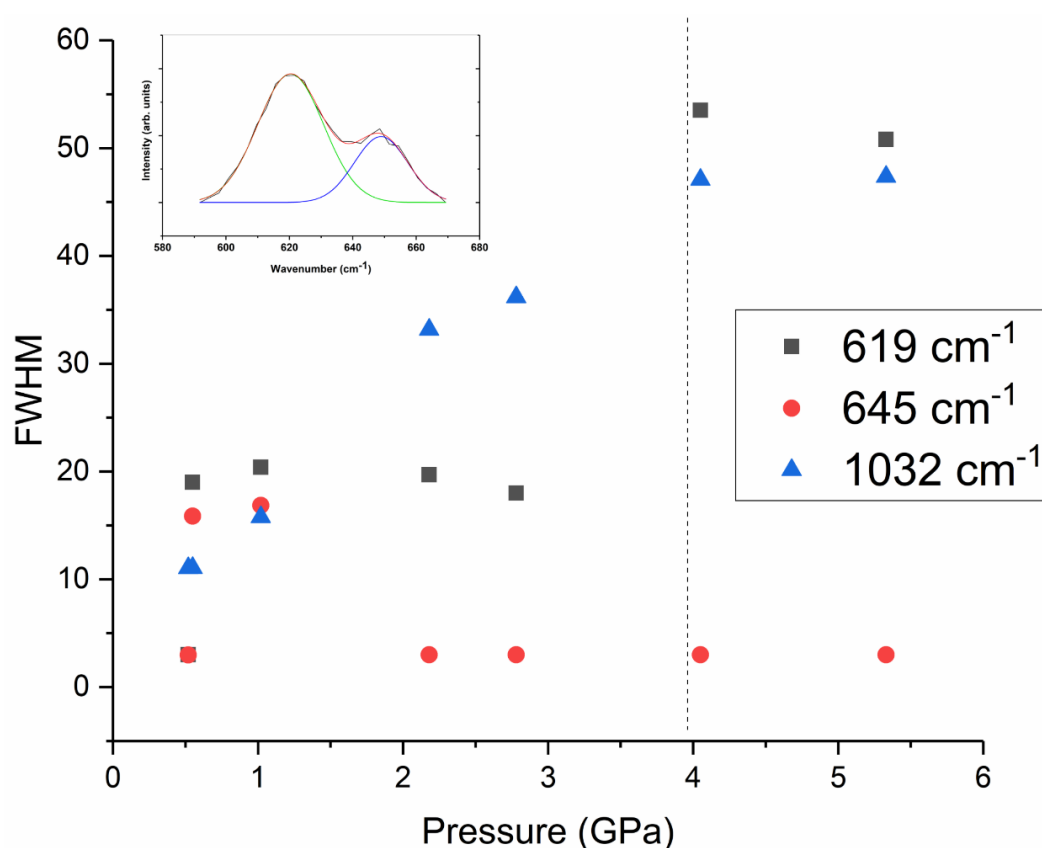 60
50
40
30
20
10
0
FWHM
0 1 2 3 4 5 6
Pressure (GPa)
Intensity (arb. units)
580 600 620 640 660 680
Wavenumber (cm⁻¹)
619 cm⁻¹
645 cm⁻¹
1032 cm⁻¹